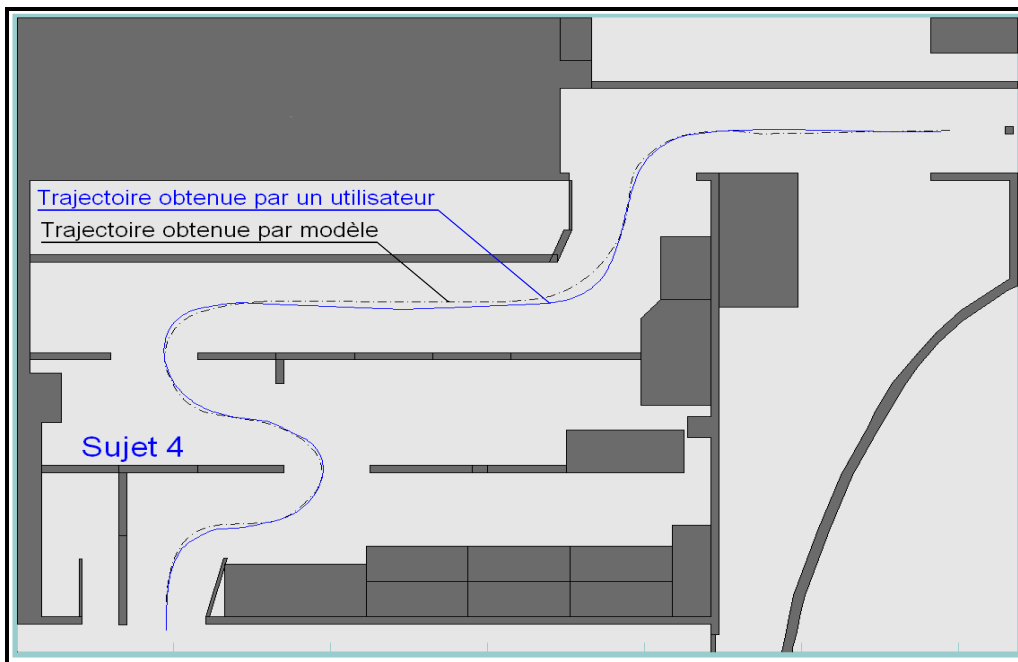 Trajectoire obtenue par un utilisateur
Trajectoire obtenue par modèle
Sujet 4